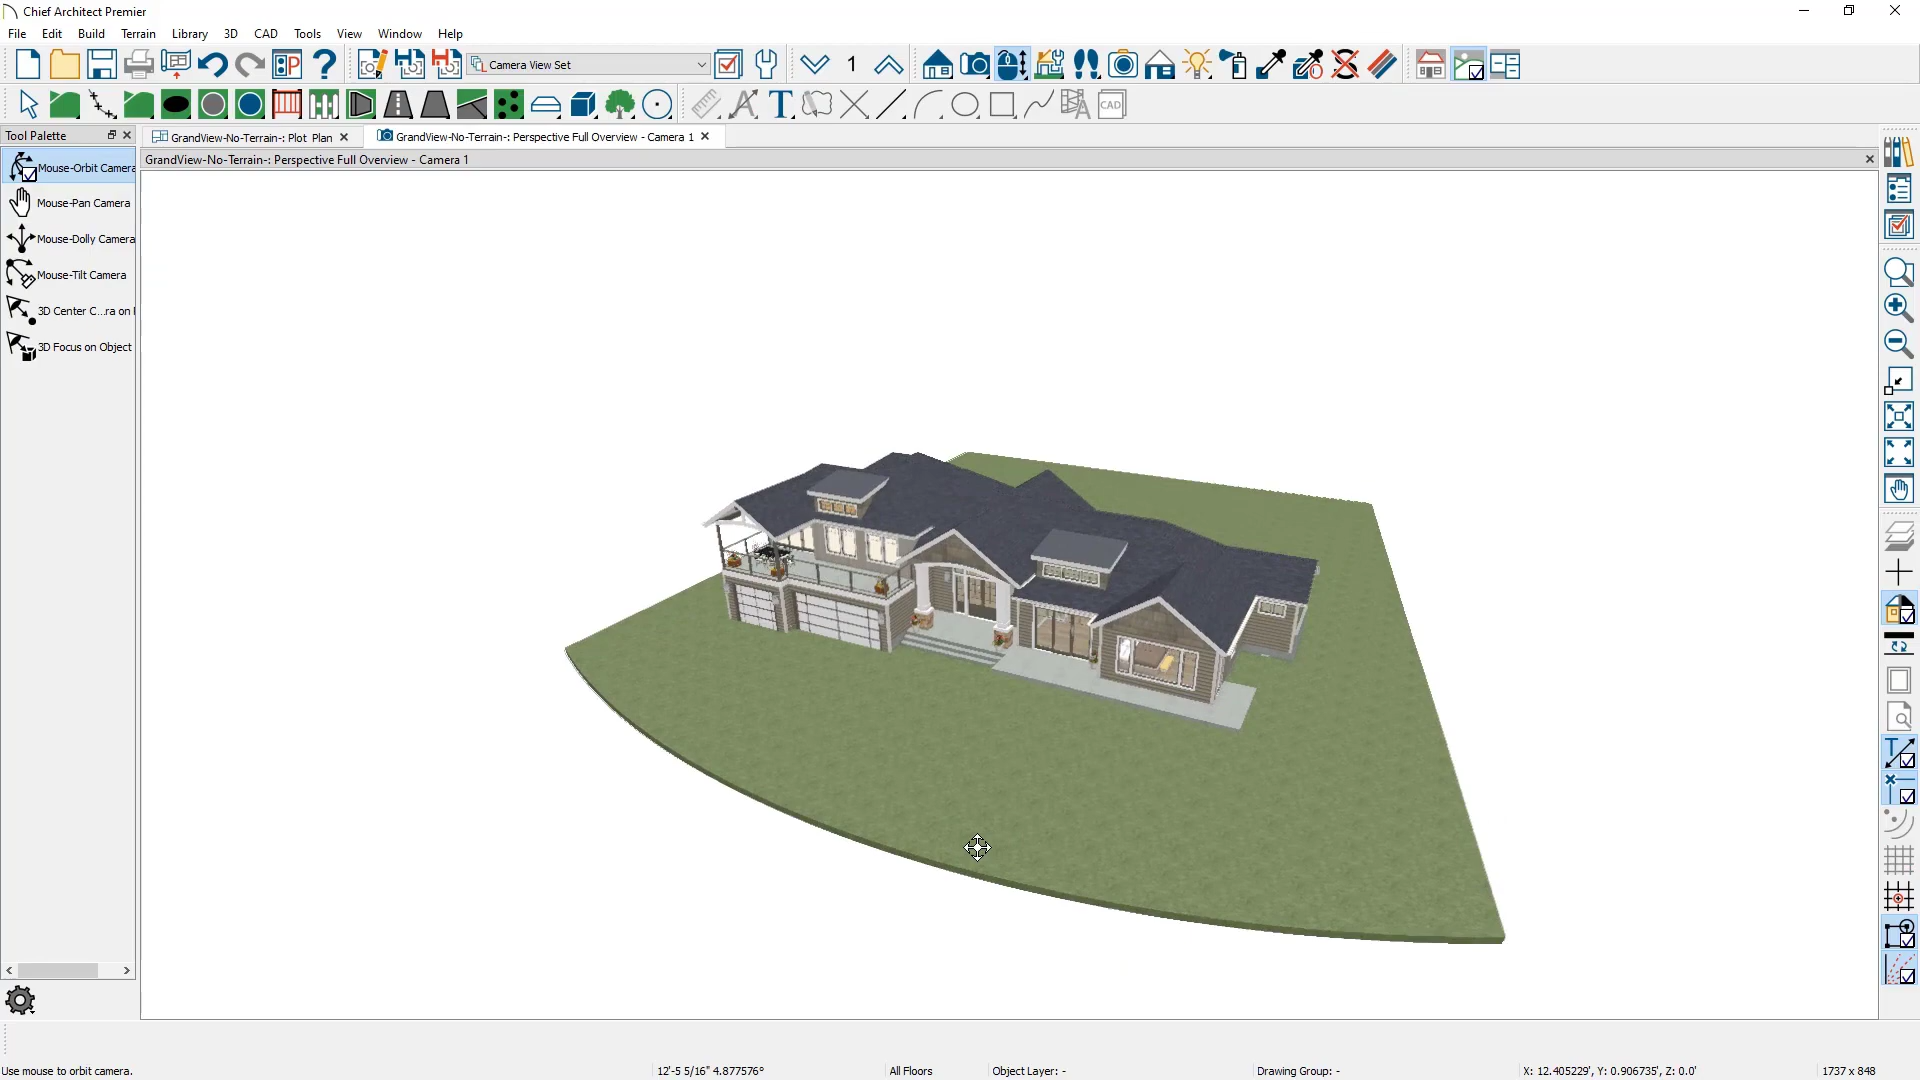 Chief Architect Premier
File Edit Build Terrain Library 3D CAD Tools View Window Help
Camera View Set
1
T
CAD
Tool Palette
GrandView-No-Terrain-: Plot Plan
GrandView-No-Terrain-: Perspective Full Overview - Camera 1
GrandView-No-Terrain-: Perspective Full Overview - Camera 1
Mouse-Orbit Camera
Mouse-Pan Camera
Mouse-Dolly Camera
Mouse-Tilt Camera
3D Center C...ra on
3D Focus on Object
Use mouse to orbit camera.
12'-5 5/16" 4.877576°
All Floors
Object Layer: -
Drawing Group: -
X: 12.405229', Y: 0.906735', Z: 0.0'
1737 x 848